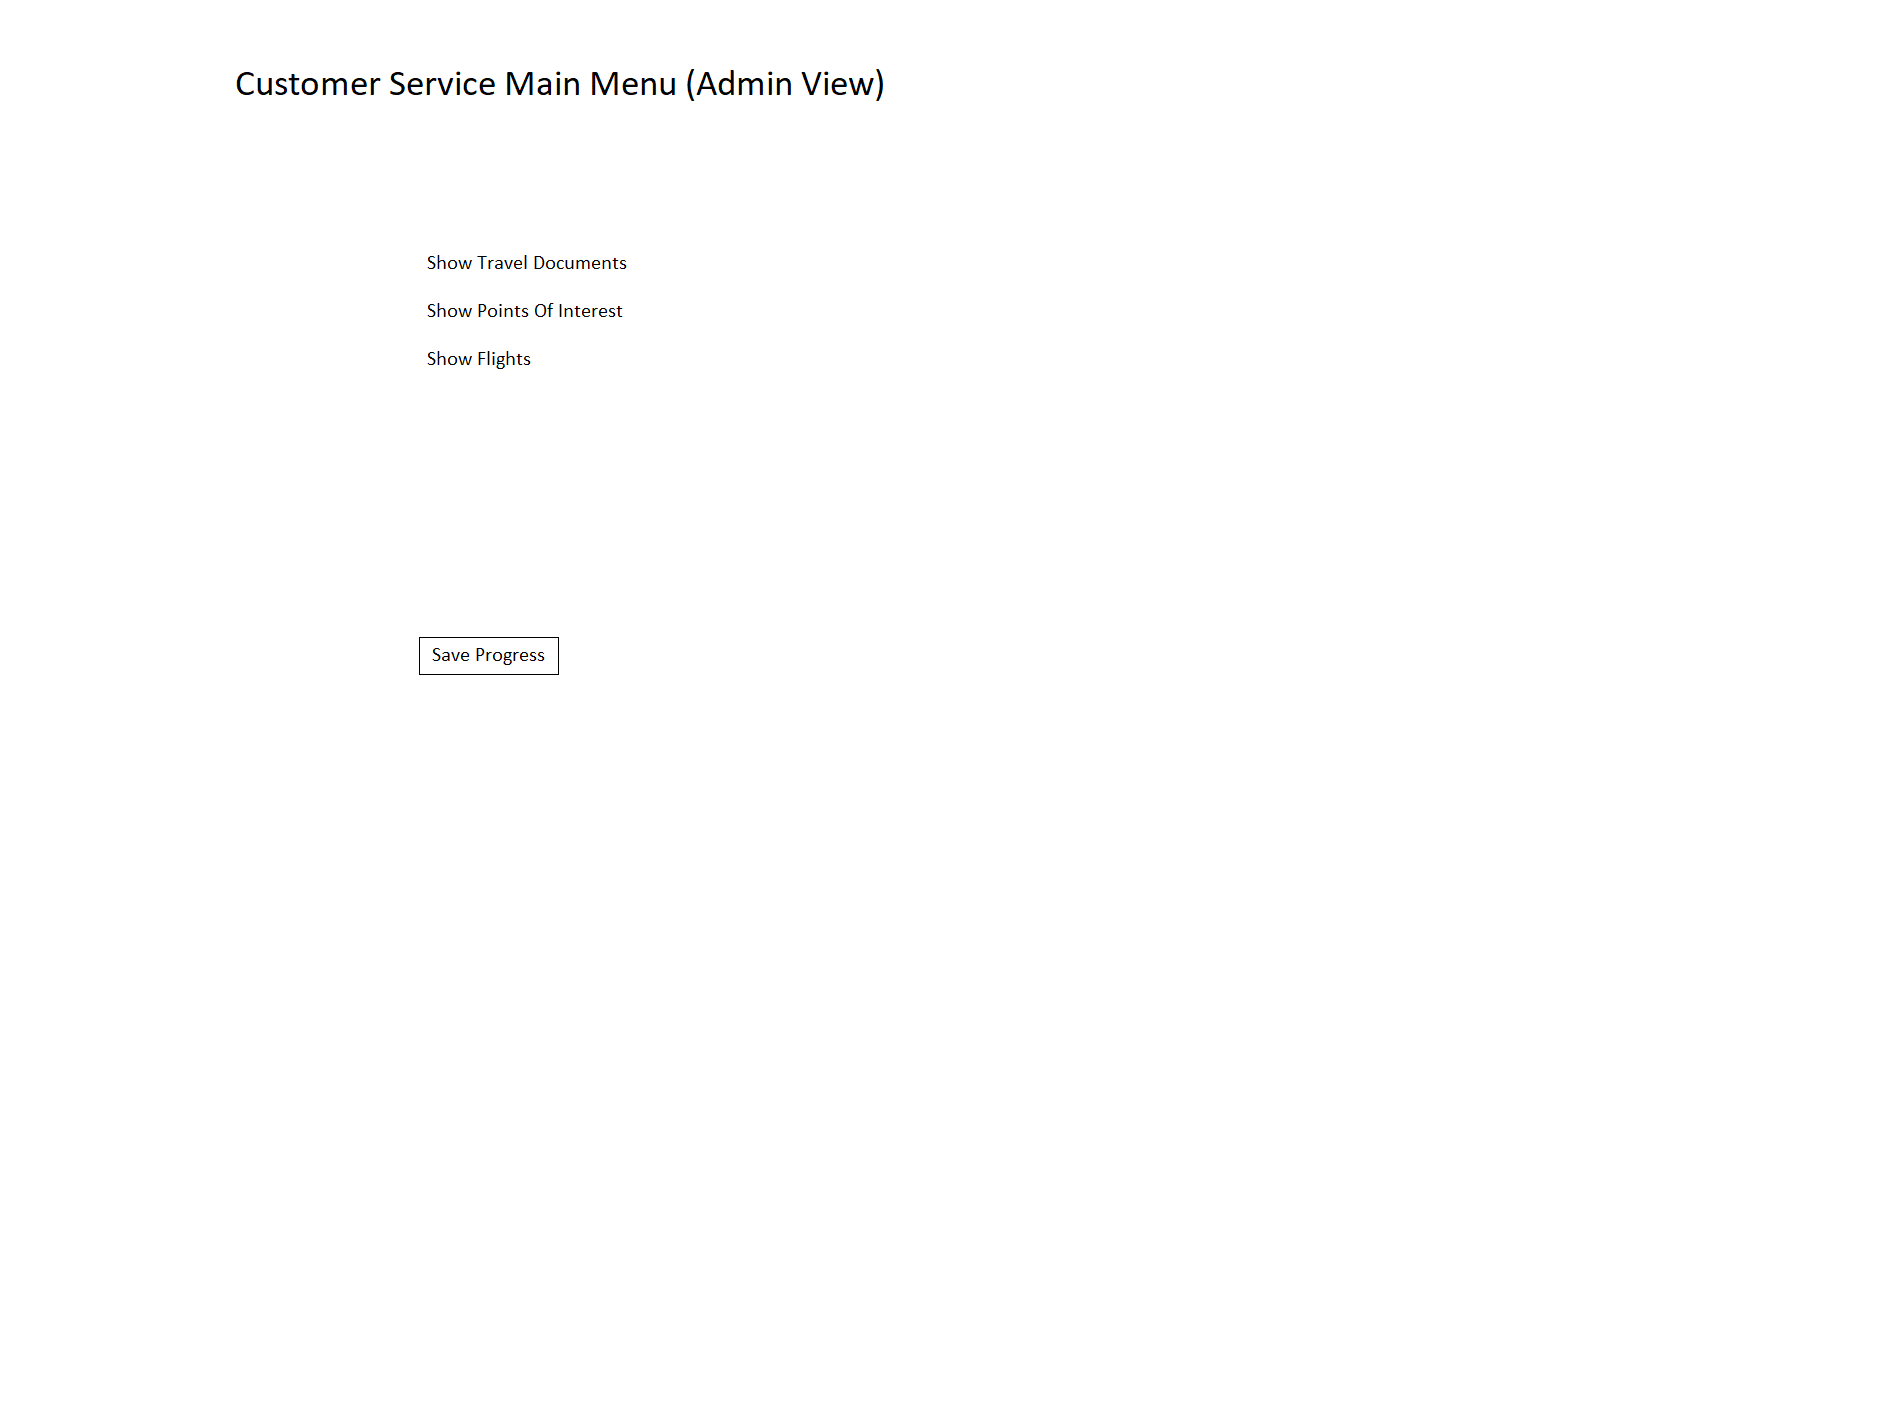 Customer Service Main Menu (Admin View)
Show Travel Documents
Show Points Of Interest
Show Flights
Save Progress